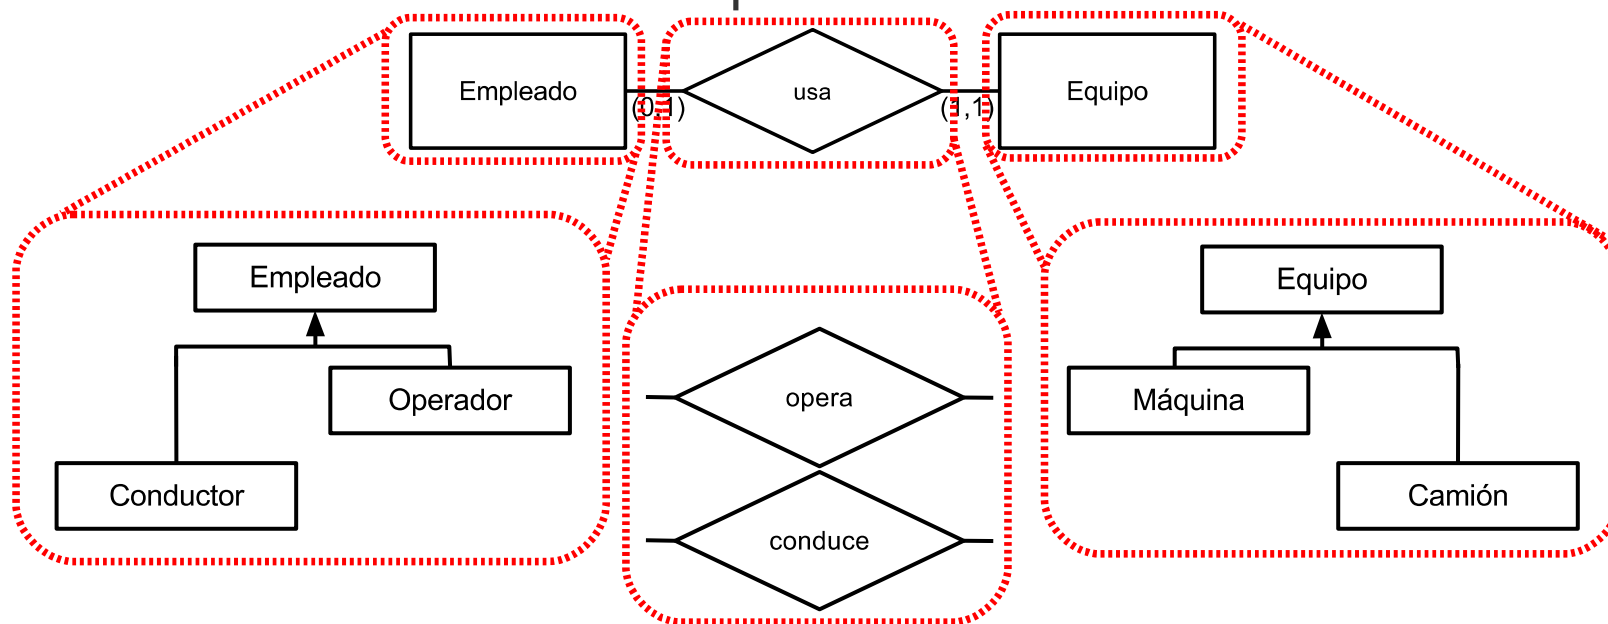 Empleado
(0,1)
usa
(1,1)
Equipo
Empleado
Operador
Conductor
opera
conduce
Equipo
Máquina
Camión